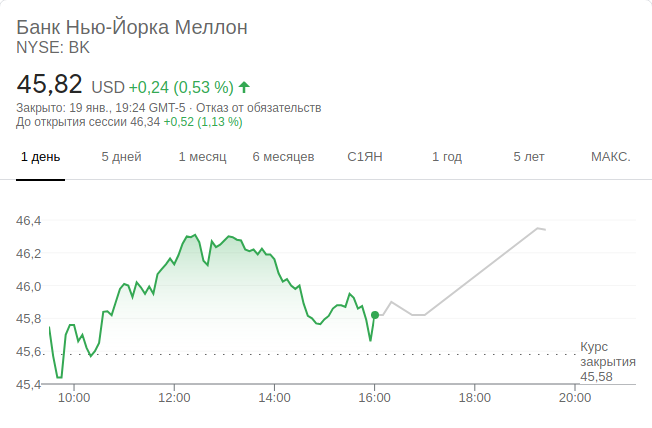 Банк Нью-Йорка Меллон
NYSE: BK
45,82 USD +0,24 (0,53 %)
Закрыто: 19 янв., 19:24 GMT-5 · Отказ от обязательств
До открытия сессии 46,34 +0,52 (1,13 %)
1 день 5 дней 1 месяц 6 месяцев С1ЯН 1 год 5 лет МАКС.
46,4
46,2
46,0
45,8
45,6
45,4
Курс
закрытия
45,58
10:00 12:00 14:00 16:00 18:00 20:00